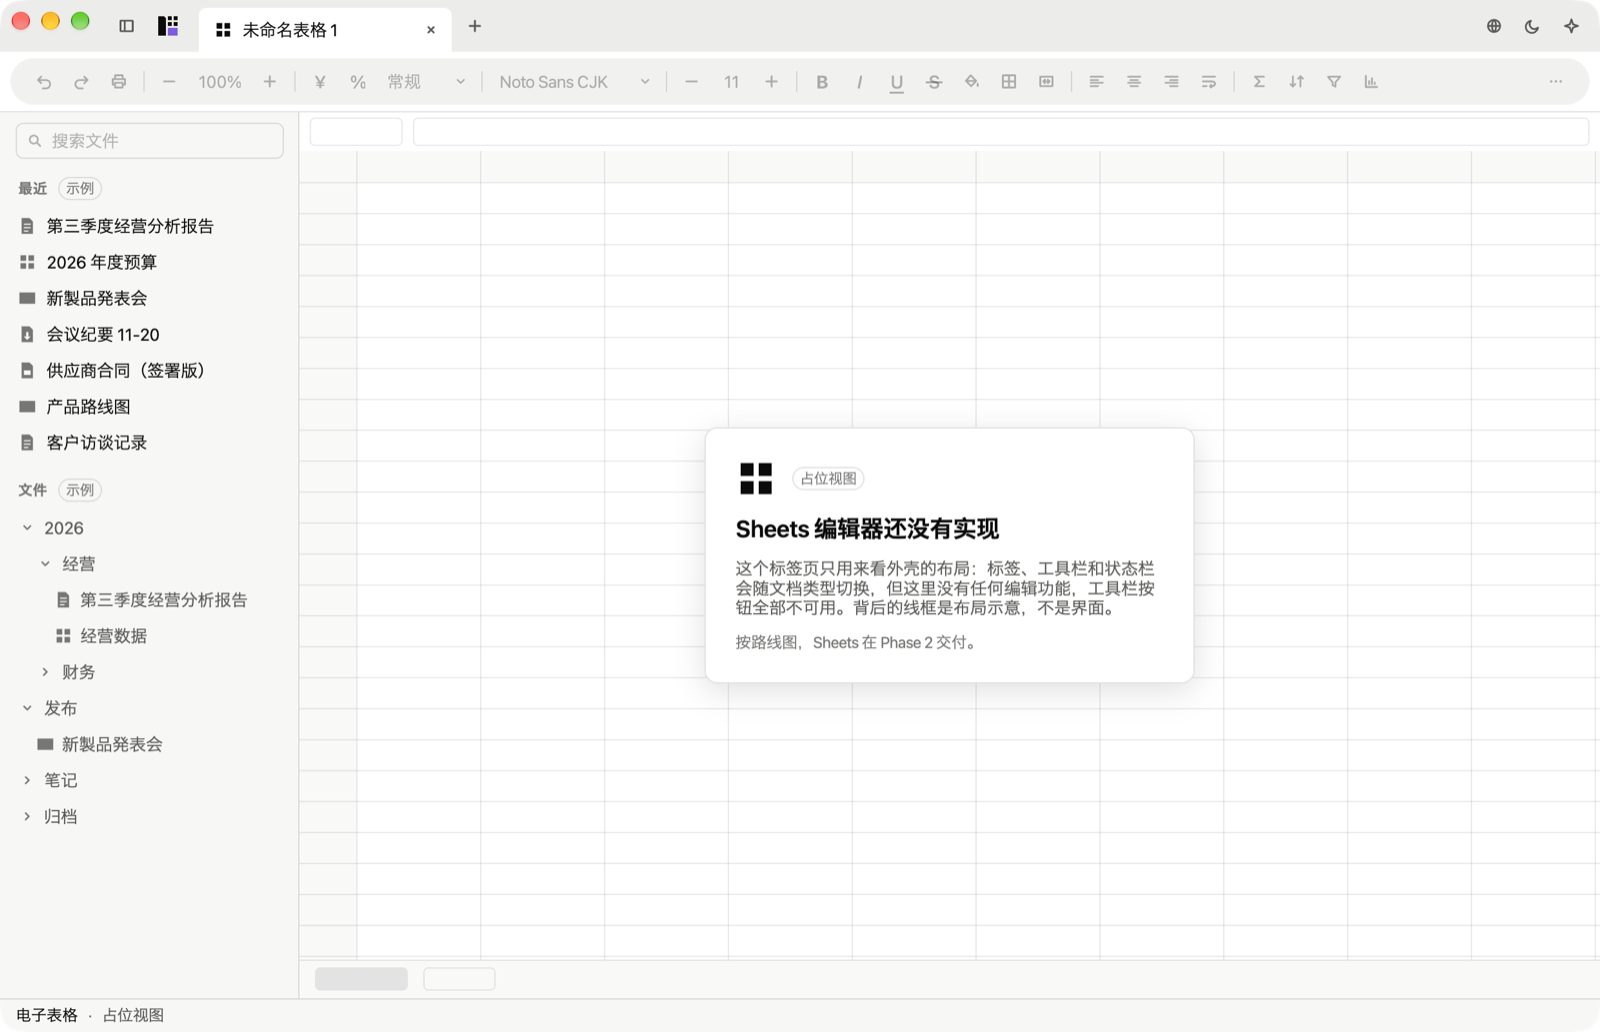 未命名表格 1
100%
¥
%
常规
Noto Sans CJK
11
B
I
U
S
Σ
搜索文件
最近 示例
第三季度经营分析报告
2026 年度预算
新製品発表会
会议纪要 11-20
供应商合同（签署版）
产品路线图
客户访谈记录
文件 示例
2026
经营
第三季度经营分析报告
经营数据
财务
发布
新製品発表会
笔记
归档
占位视图
Sheets 编辑器还没有实现
这个标签页只用来看外壳的布局：标签、工具栏和状态栏
会随文档类型切换，但这里没有任何编辑功能，工具栏按
钮全部不可用。背后的线框是布局示意，不是界面。
按路线图，Sheets 在 Phase 2 交付。
电子表格 · 占位视图